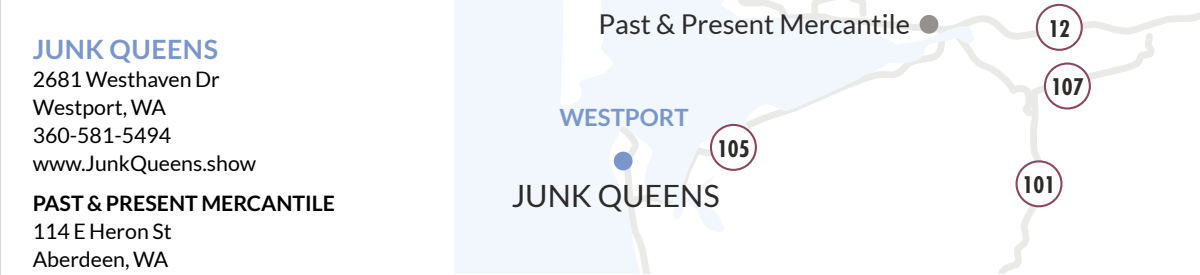 JUNK QUEENS
2681 Westhaven Dr
Westport, WA
360-581-5494
www.JunkQueens.show
PAST & PRESENT MERCANTILE
114 E Heron St
Aberdeen, WA
Past & Present Mercantile
12
107
WESTPORT
105
101
JUNK QUEENS